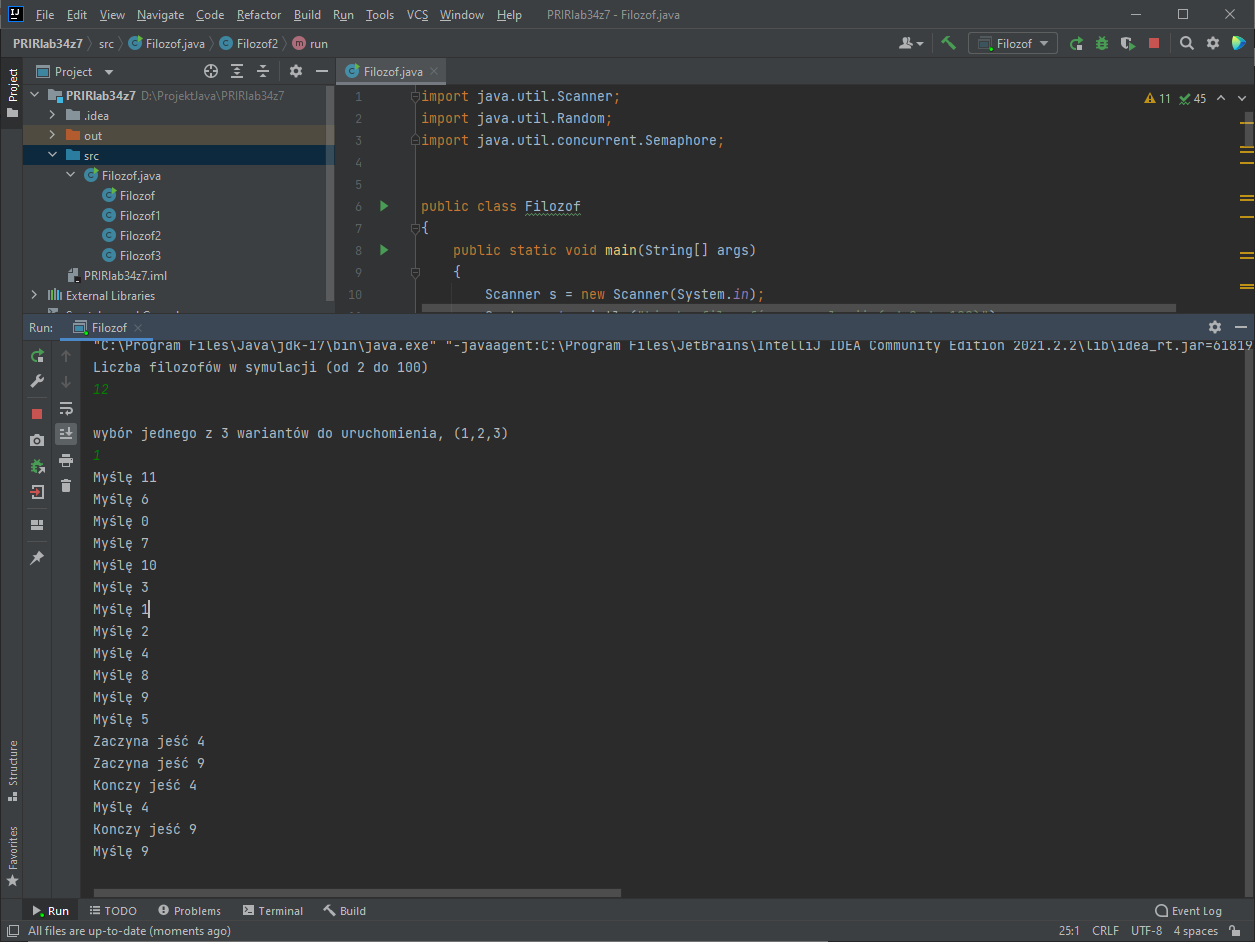 File Edit View Navigate Code Refactor Build Run Tools VCS Window Help PRIRlab34z7 - Filozof.java
PRIRlab34z7 src Filozof.java Filozof2 run Filozof
Project
Project
PRIRlab34z7 D:\ProjektJava\PRIRlab34z7
.idea
out
src
Filozof.java
Filozof
Filozof1
Filozof2
Filozof3
PRIRlab34z7.iml
External Libraries
Filozof.java
11 45
1 import java.util.Scanner;
2 import java.util.Random;
3 import java.util.concurrent.Semaphore;
4
5
6 public class Filozof
7 {
8 public static void main(String[] args)
9 {
10 Scanner s = new Scanner(System.in);
Run: Filozof
"C:\Program Files\Java\jdk-17\bin\java.exe" "-javaagent:C:\Program Files\JetBrains\IntelliJ IDEA Community Edition 2021.2.2\lib\idea_rt.jar=61819
Liczba filozofów w symulacji (od 2 do 100)
12
wybór jednego z 3 wariantów do uruchomienia, (1,2,3)
1
Myślę 11
Myślę 6
Myślę 0
Myślę 7
Myślę 10
Myślę 3
Myślę 1
Myślę 2
Myślę 4
Myślę 8
Myślę 9
Myślę 5
Zaczyna jeść 4
Zaczyna jeść 9
Konczy jeść 4
Myślę 4
Konczy jeść 9
Myślę 9
Structure
Favorites
Run TODO Problems Terminal Build Event Log
All files are up-to-date (moments ago) 25:1 CRLF UTF-8 4 spaces